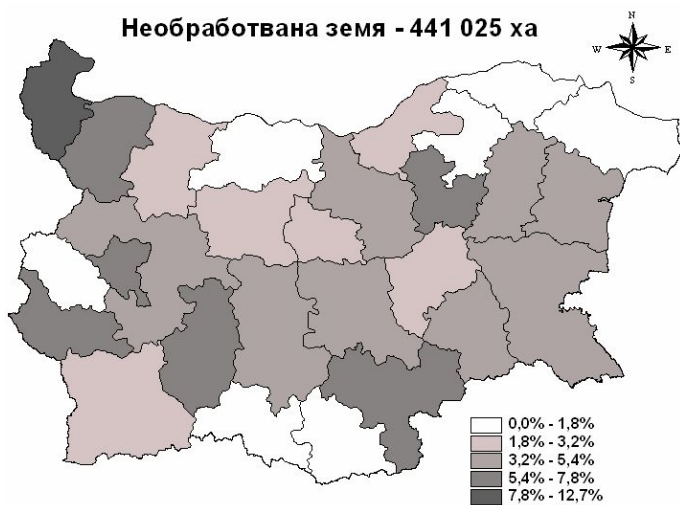 Необработвана земя - 441 025 ха
N
W E
S
0,0% - 1,8%
1,8% - 3,2%
3,2% - 5,4%
5,4% - 7,8%
7,8% - 12,7%